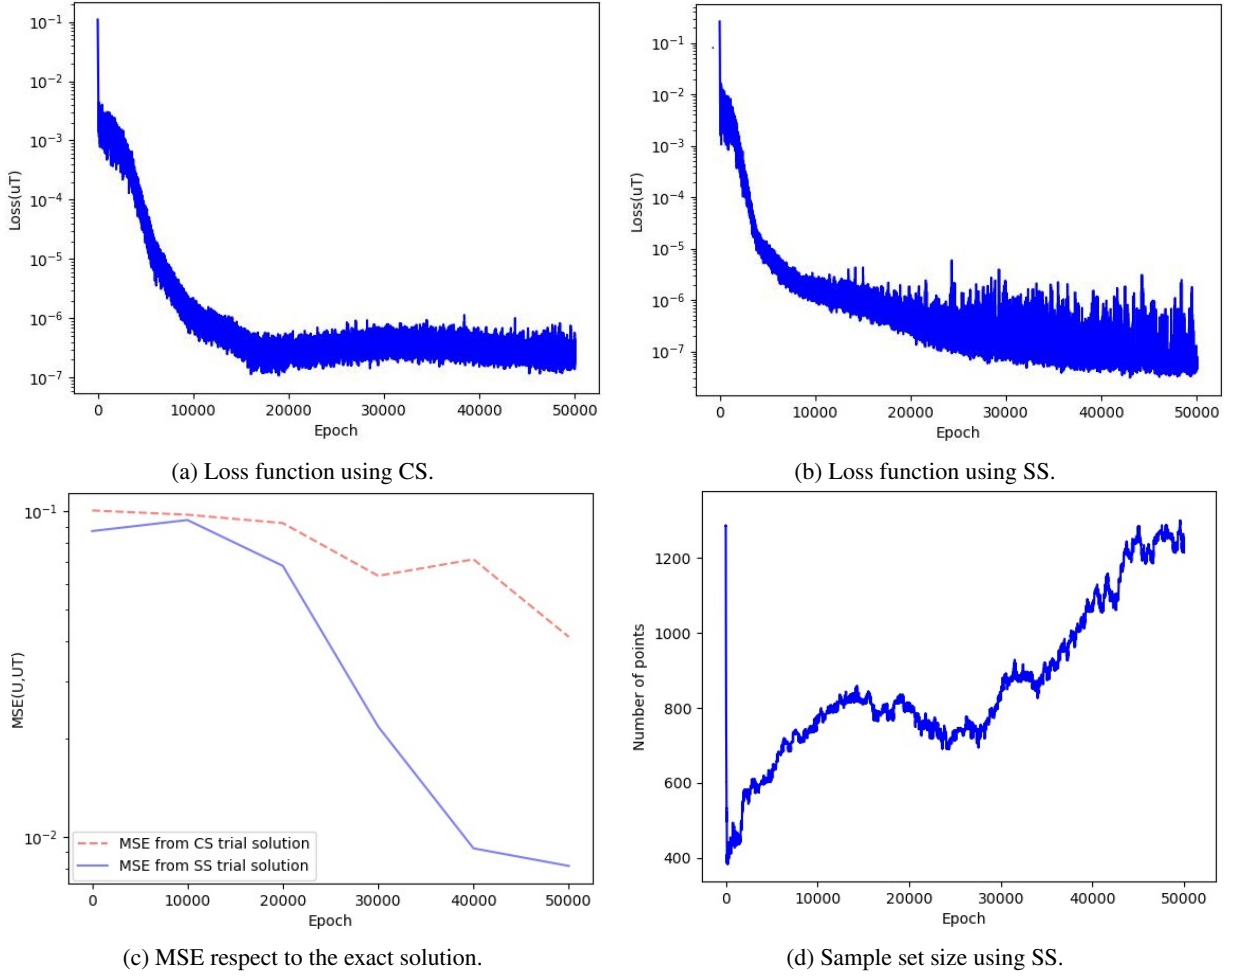 10⁻¹
10⁻²
10⁻³
10⁻⁴
10⁻⁵
10⁻⁶
10⁻⁷
Loss(uT)
0 10000 20000 30000 40000 50000
Epoch
(a) Loss function using CS.
10⁻¹
10⁻²
10⁻³
10⁻⁴
10⁻⁵
10⁻⁶
10⁻⁷
Loss(uT)
0 10000 20000 30000 40000 50000
Epoch
(b) Loss function using SS.
10⁻¹
10⁻²
MSE(U,UT)
MSE from CS trial solution
MSE from SS trial solution
0 10000 20000 30000 40000 50000
Epoch
(c) MSE respect to the exact solution.
1200
1000
800
600
400
Number of points
0 10000 20000 30000 40000 50000
Epoch
(d) Sample set size using SS.